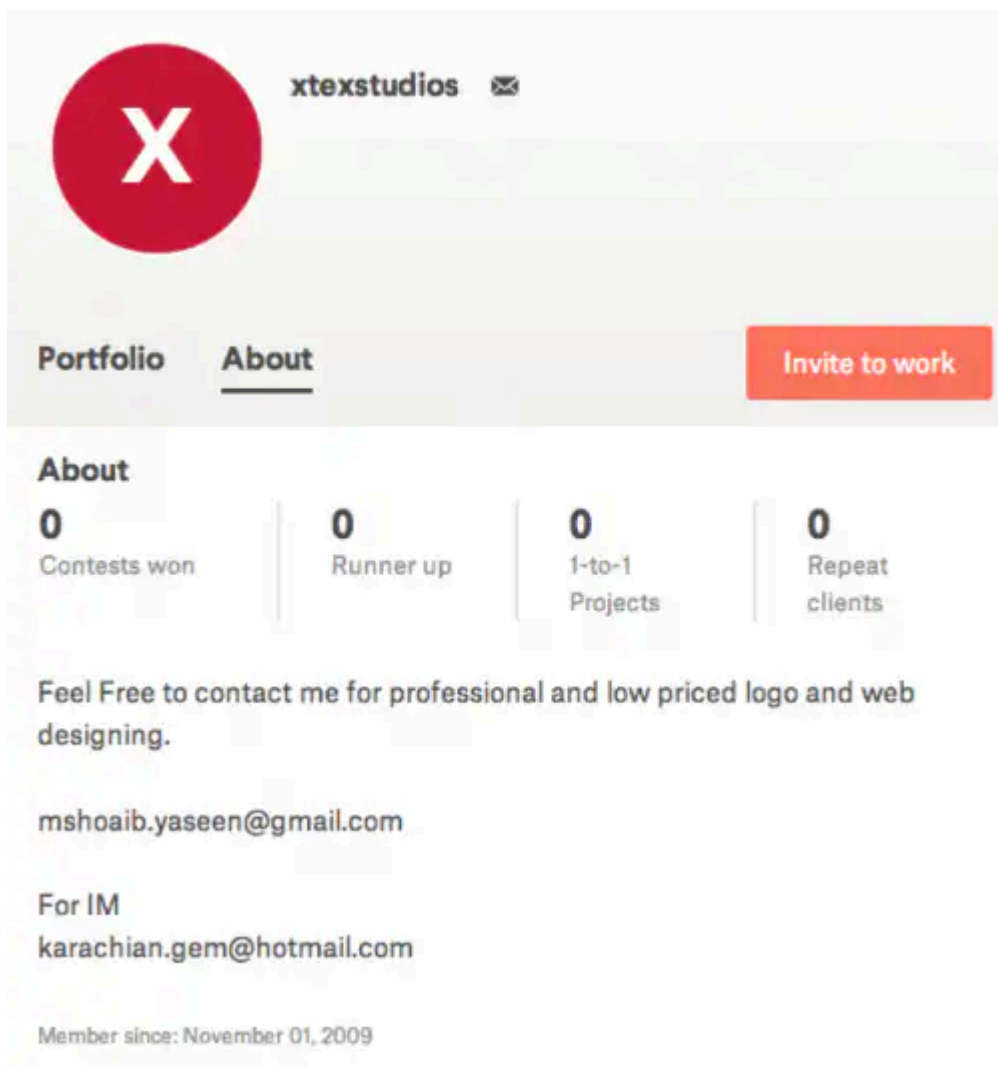 X
xtexstudios
Portfolio
About
Invite to work
About
0
Contests won
0
Runner up
0
1-to-1
Projects
0
Repeat
clients
Feel Free to contact me for professional and low priced logo and web
designing.
mshoaib.yaseen@gmail.com
For IM
karachian.gem@hotmail.com
Member since: November 01, 2009